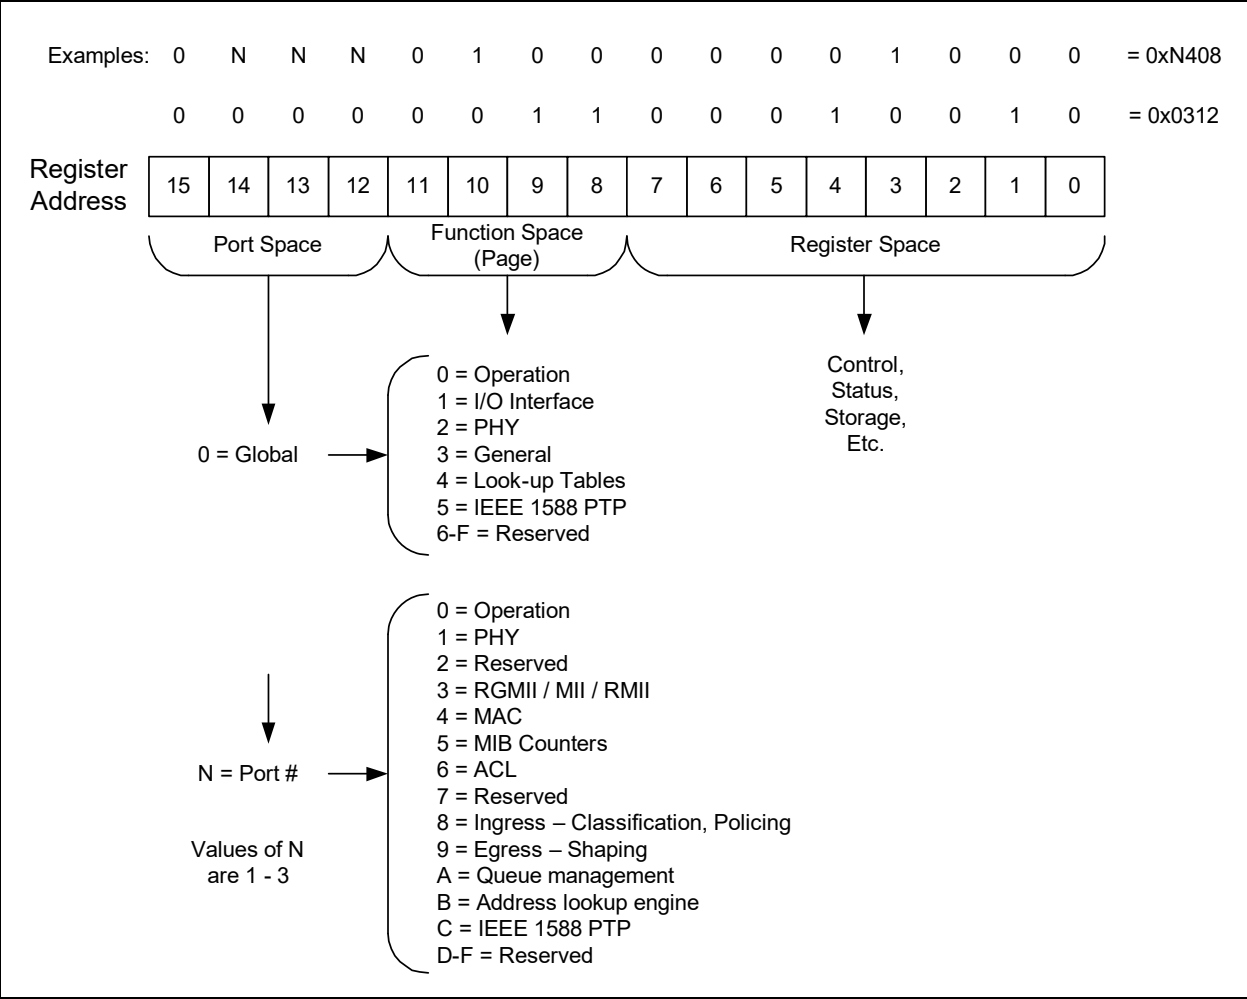 Examples: 0 N N N 0 1 0 0 0 0 0 0 1 0 0 0 = 0xN408
0 0 0 0 0 0 1 1 0 0 0 1 0 0 1 0 = 0x0312
Register
Address
15 14 13 12 11 10 9 8 7 6 5 4 3 2 1 0
Port Space
Function Space
(Page)
Register Space
Control,
Status,
Storage,
Etc.
0 = Global
0 = Operation
1 = I/O Interface
2 = PHY
3 = General
4 = Look-up Tables
5 = IEEE 1588 PTP
6-F = Reserved
N = Port #
Values of N
are 1 - 3
0 = Operation
1 = PHY
2 = Reserved
3 = RGMII / MII / RMII
4 = MAC
5 = MIB Counters
6 = ACL
7 = Reserved
8 = Ingress – Classification, Policing
9 = Egress – Shaping
A = Queue management
B = Address lookup engine
C = IEEE 1588 PTP
D-F = Reserved